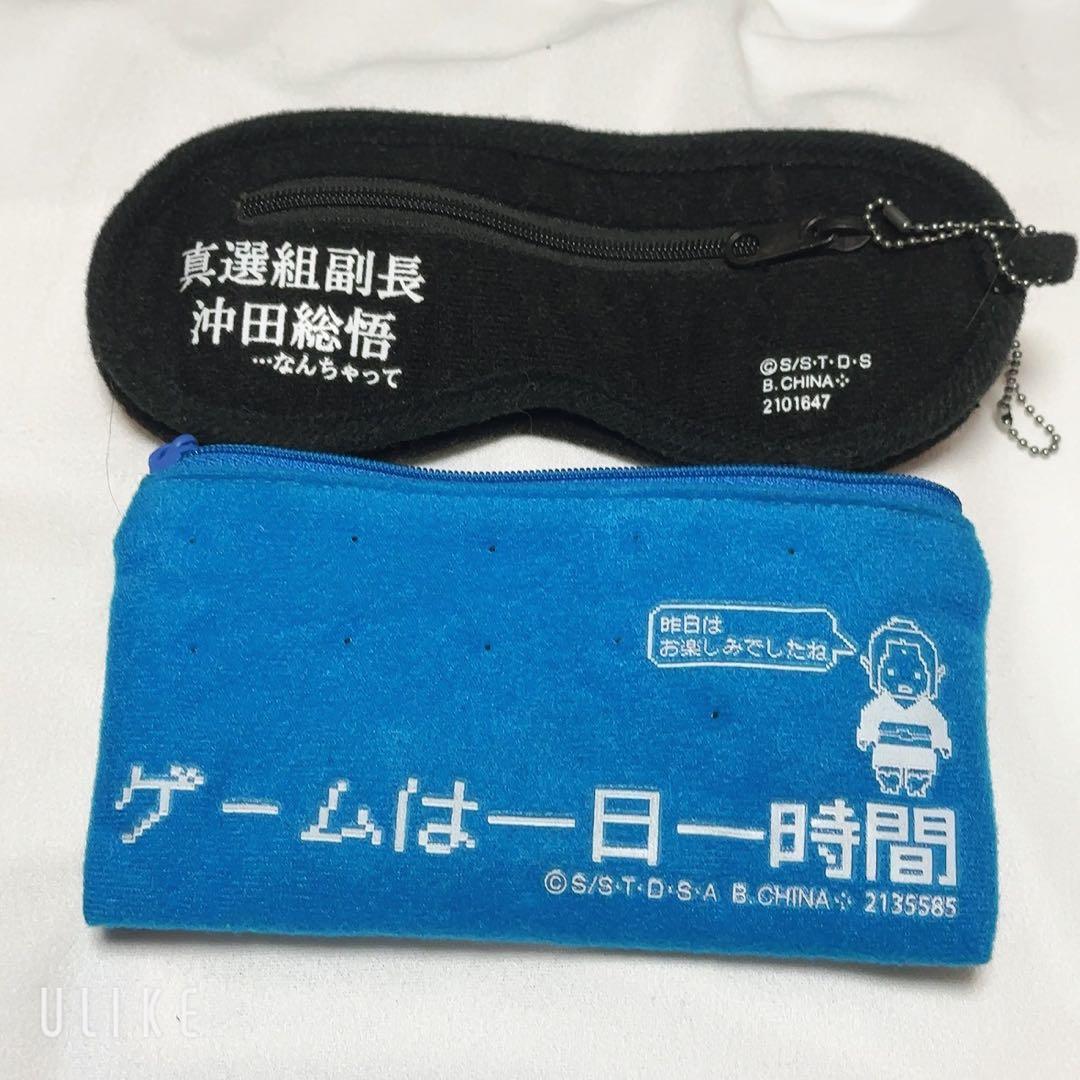 真選組副長
沖田総悟
…なんちゃって
©S/S・T・D・S
B. CHINA⁘
2101647
昨日は
お楽しみでしたね
ゲームは一日一時間
©S/S・T・D・S・A B. CHINA⁘ 2135585
ULIKE